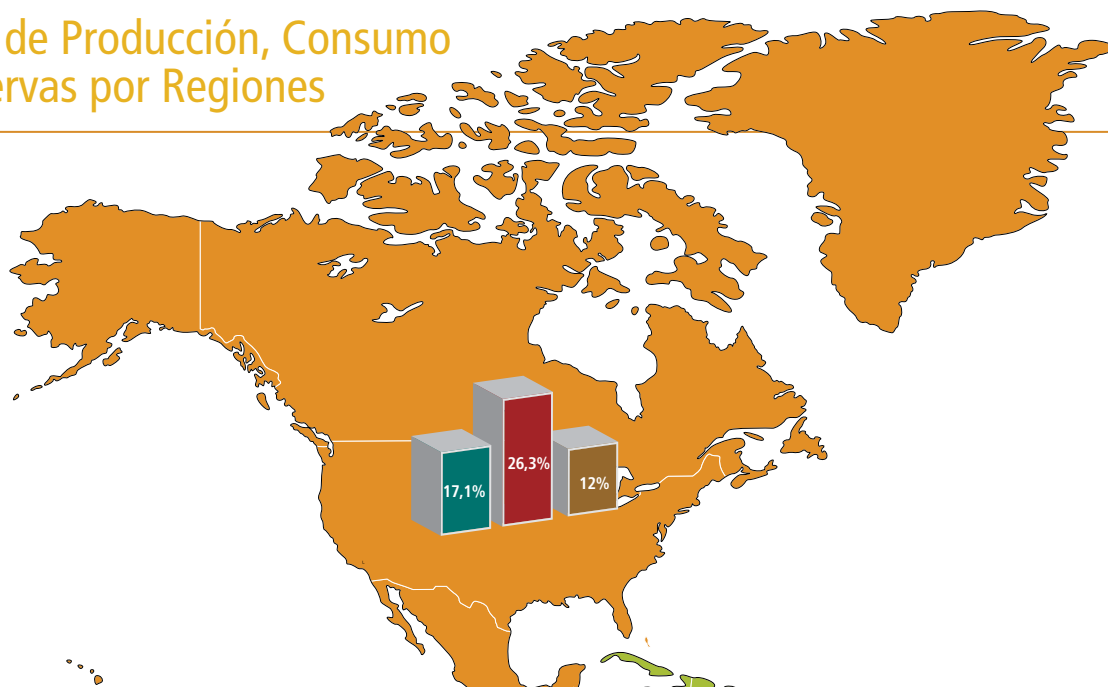 de Producción, Consumo
rvas por Regiones
17,1%
26,3%
12%